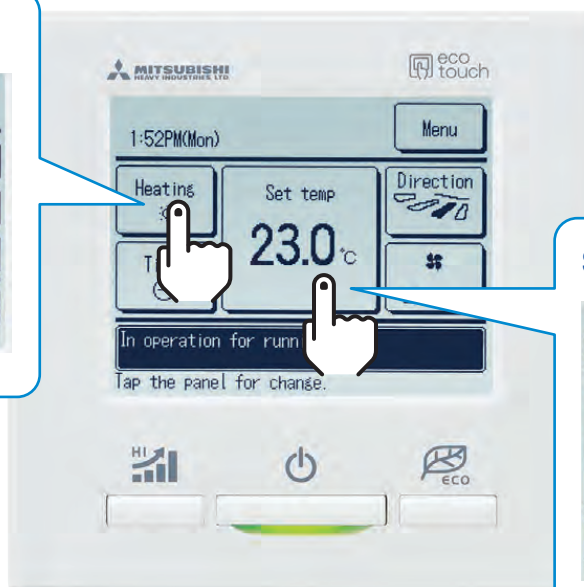 MITSUBISHI
HEAVY INDUSTRIES, LTD
eco
touch
1:52PM(Mon)
Menu
Heating
Set temp
23.0°C
Direction
In operation for runn
Tap the panel for change.
HI
ECO